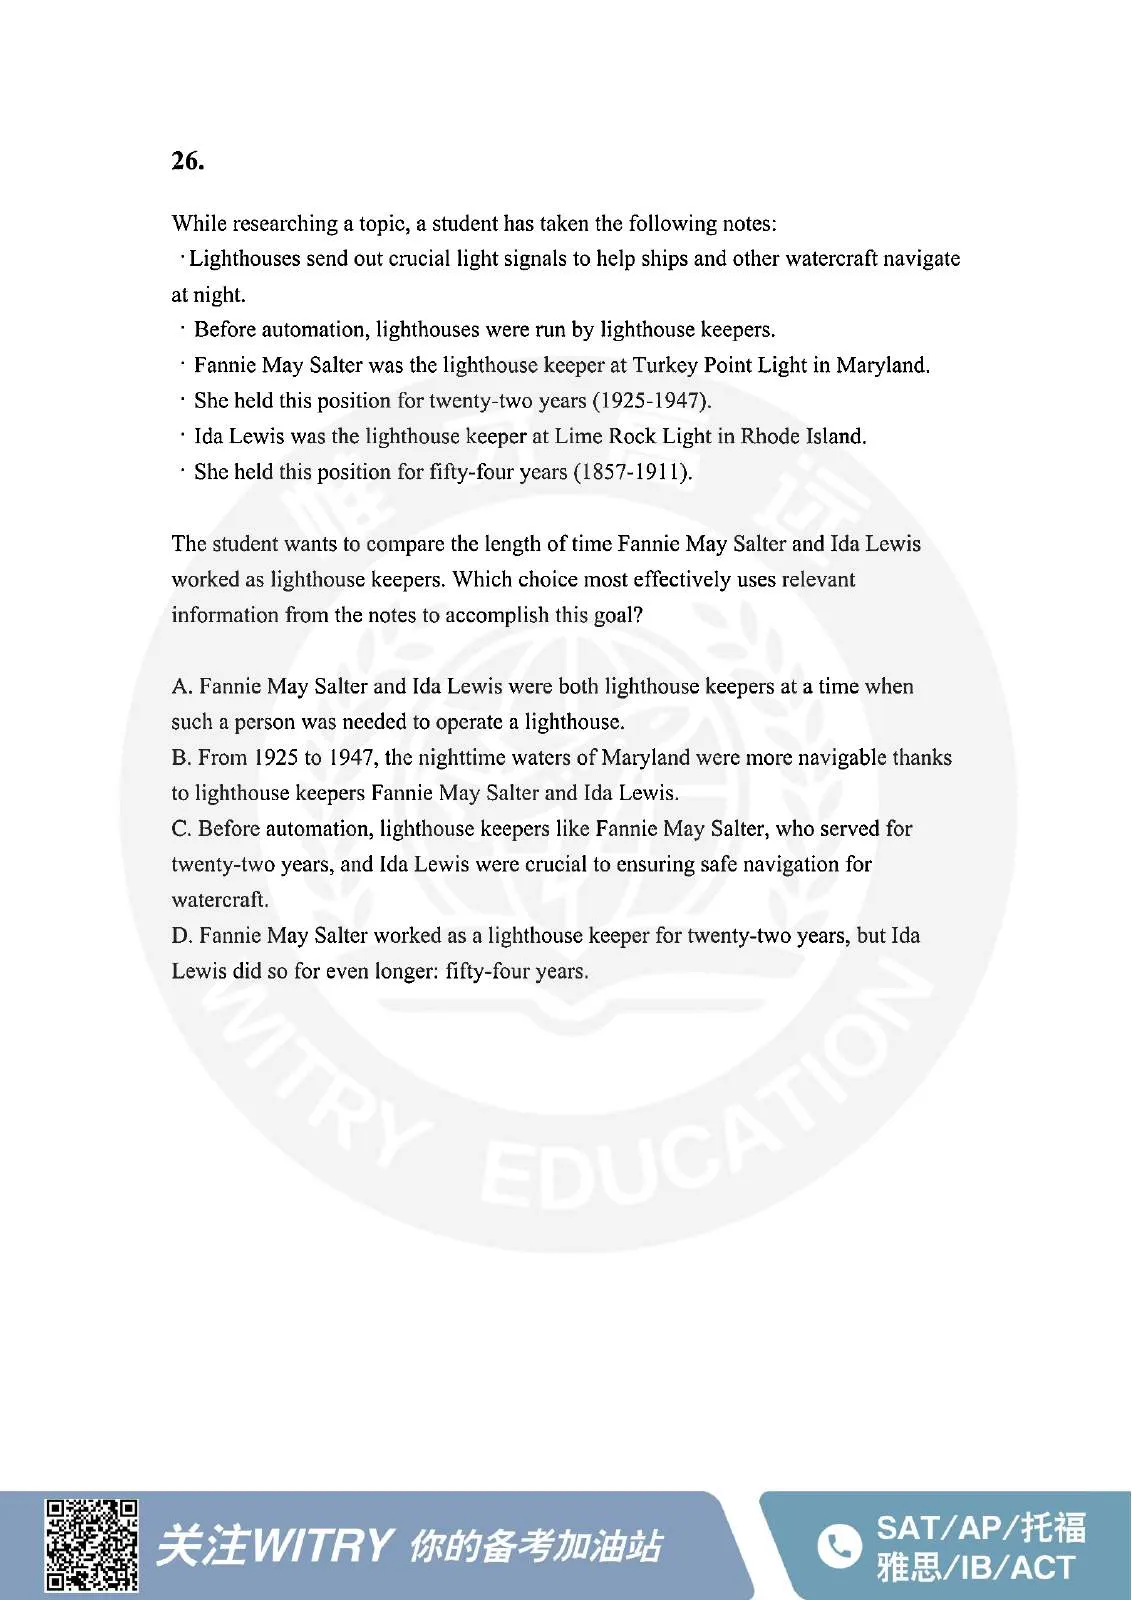 26.
While researching a topic, a student has taken the following notes:
·Lighthouses send out crucial light signals to help ships and other watercraft navigate
at night.
· Before automation, lighthouses were run by lighthouse keepers.
· Fannie May Salter was the lighthouse keeper at Turkey Point Light in Maryland.
· She held this position for twenty-two years (1925-1947).
· Ida Lewis was the lighthouse keeper at Lime Rock Light in Rhode Island.
· She held this position for fifty-four years (1857-1911).
The student wants to compare the length of time Fannie May Salter and Ida Lewis
worked as lighthouse keepers. Which choice most effectively uses relevant
information from the notes to accomplish this goal?
A. Fannie May Salter and Ida Lewis were both lighthouse keepers at a time when
such a person was needed to operate a lighthouse.
B. From 1925 to 1947, the nighttime waters of Maryland were more navigable thanks
to lighthouse keepers Fannie May Salter and Ida Lewis.
C. Before automation, lighthouse keepers like Fannie May Salter, who served for
twenty-two years, and Ida Lewis were crucial to ensuring safe navigation for
watercraft.
D. Fannie May Salter worked as a lighthouse keeper for twenty-two years, but Ida
Lewis did so for even longer: fifty-four years.
WITRY EDUCATION
关注WITRY 你的备考加油站
SAT/AP/托福
雅思/IB/ACT